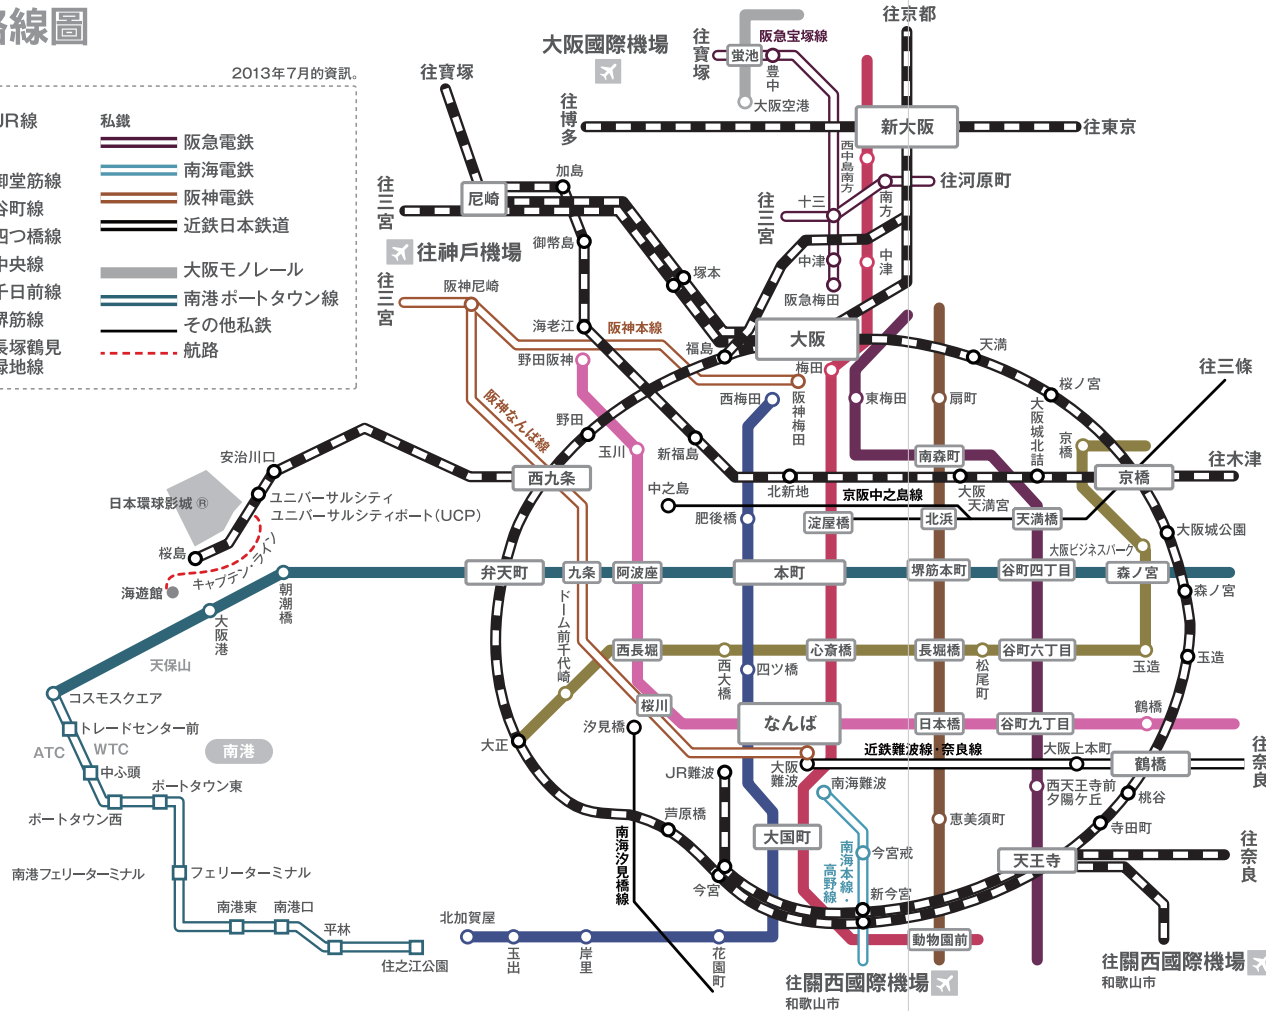 路線圖
2013年7月的資訊。
JR線
御堂筋線
谷町線
四つ橋線
中央線
千日前線
堺筋線
長堀鶴見
緑地線
私鐵
阪急電鉄
南海電鉄
阪神電鉄
近鉄日本鉄道
大阪モノレール
南港ポートタウン線
その他私鉄
航路
往京都
往寶塚
大阪國際機場
往寶塚
阪急宝塚線
蛍池
豊中
大阪空港
往博多
新大阪
往東京
西中島南方
往河原町
南方
十三
往三宮
中津
中津
阪急梅田
加島
往三宮
尼崎
御幣島
往神戶機場
塚本
往三宮
阪神尼崎
海老江
阪神本線
福島
大阪
野田阪神
梅田
天満
桜ノ宮
往三條
西梅田
阪神梅田
東梅田
扇町
大阪城北詰
京橋
阪神なんば線
野田
玉川
新福島
南森町
安治川口
西九条
北新地
大阪天満宮
京橋
往木津
日本環球影城
ユニバーサルシティ
ユニバーサルシティポート(UCP)
中之島
京阪中之島線
肥後橋
淀屋橋
北浜
天満橋
大阪城公園
桜島
キャプテン・ライン
大阪ビジネスパーク
海遊館
朝潮橋
弁天町
九条
阿波座
本町
堺筋本町
谷町四丁目
森ノ宮
森ノ宮
大阪港
ドーム前千代崎
天保山
西長堀
西大橋
四ツ橋
心斎橋
長堀橋
松尾町
谷町六丁目
玉造
玉造
コスモスクエア
桜川
なんば
日本橋
谷町九丁目
鶴橋
トレードセンター前
ATC
WTC
南港
大正
汐見橋
大阪難波
近鉄難波線・奈良線
大阪上本町
鶴橋
往奈良
中ふ頭
ポートタウン東
ポートタウン西
JR難波
南海難波
西天王寺前夕陽ケ丘
桃谷
芦原橋
大国町
恵美須町
寺田町
南海汐見橋線
南海本線・高野線
今宮戒
天王寺
往奈良
南港フェリーターミナル
フェリーターミナル
今宮
新今宮
南港東
南港口
平林
住之江公園
北加賀屋
玉出
岸里
花園町
動物園前
往關西國際機場
和歌山市
往關西國際機場
和歌山市